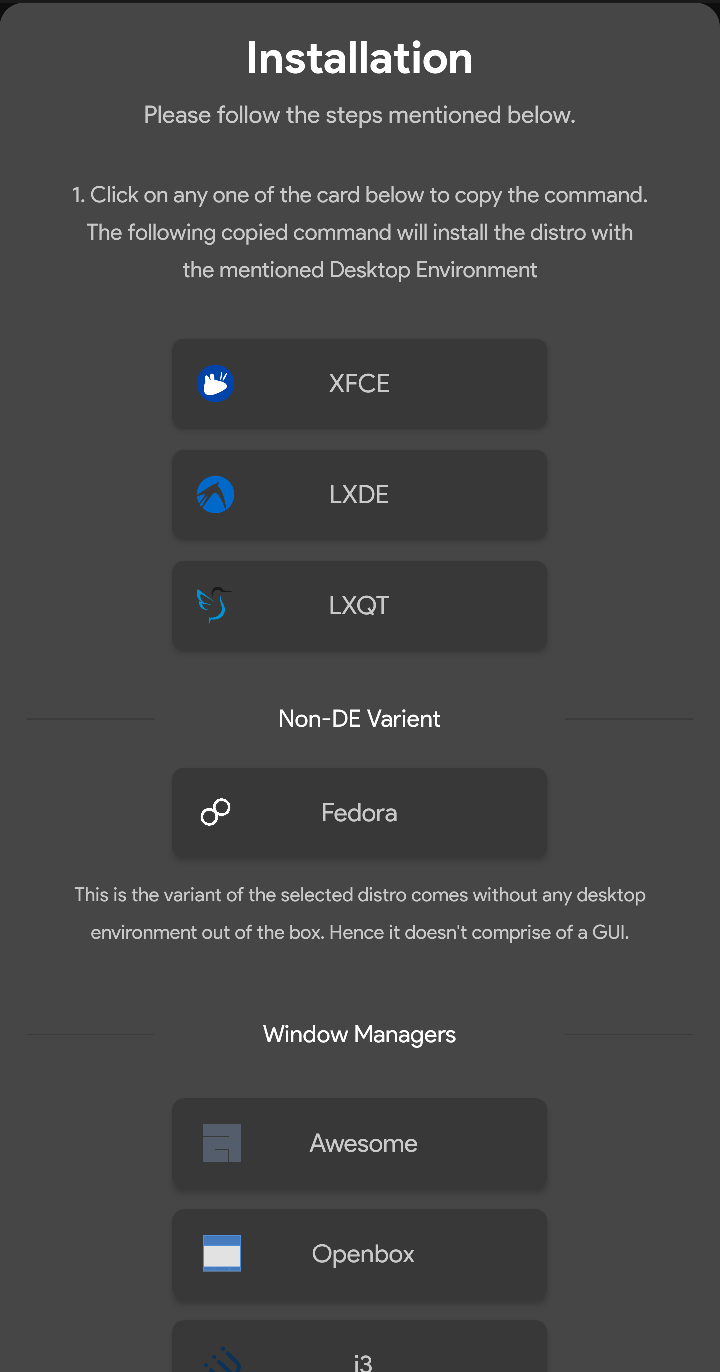 Installation
Please follow the steps mentioned below.
1. Click on any one of the card below to copy the command.
The following copied command will install the distro with
the mentioned Desktop Environment
XFCE
LXDE
LXQT
Non-DE Varient
Fedora
This is the variant of the selected distro comes without any desktop
environment out of the box. Hence it doesn't comprise of a GUI.
Window Managers
Awesome
Openbox
i3